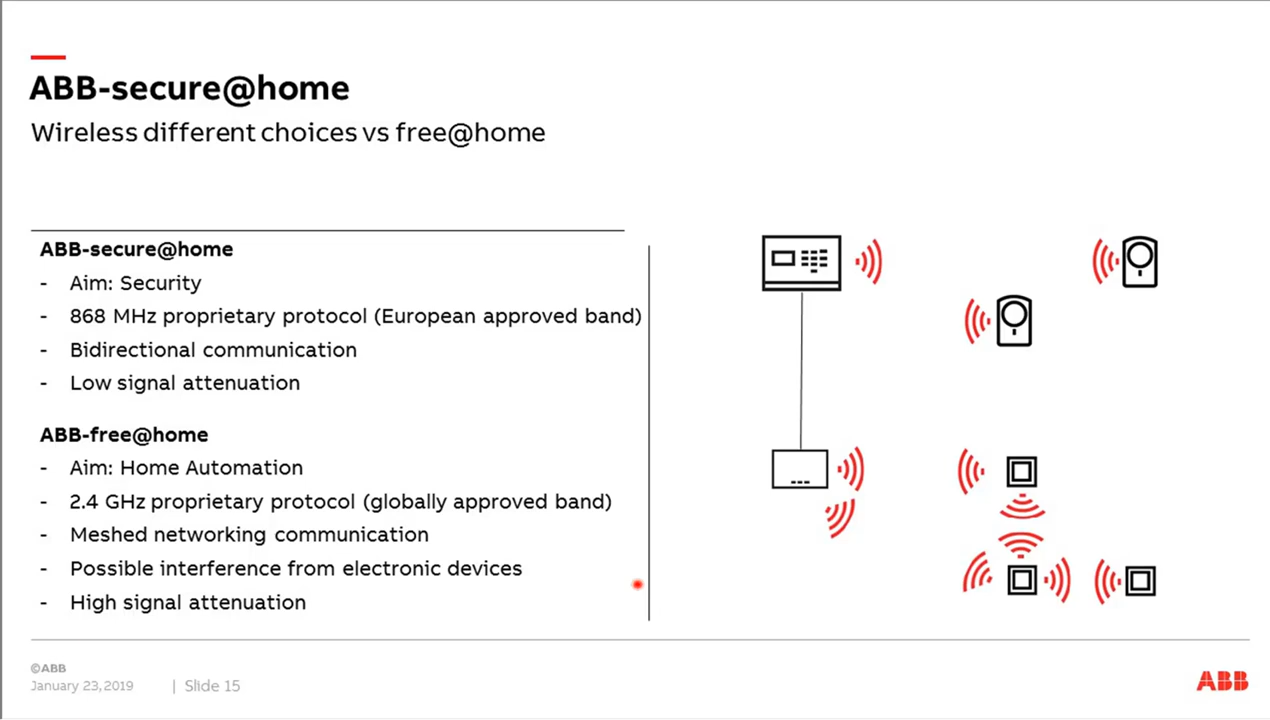 ABB-secure@home
Wireless different choices vs free@home
ABB-secure@home
- Aim: Security
- 868 MHz proprietary protocol (European approved band)
- Bidirectional communication
- Low signal attenuation
ABB-free@home
- Aim: Home Automation
- 2.4 GHz proprietary protocol (globally approved band)
- Meshed networking communication
- Possible interference from electronic devices
- High signal attenuation
©ABB
January 23, 2019 | Slide 15
ABB